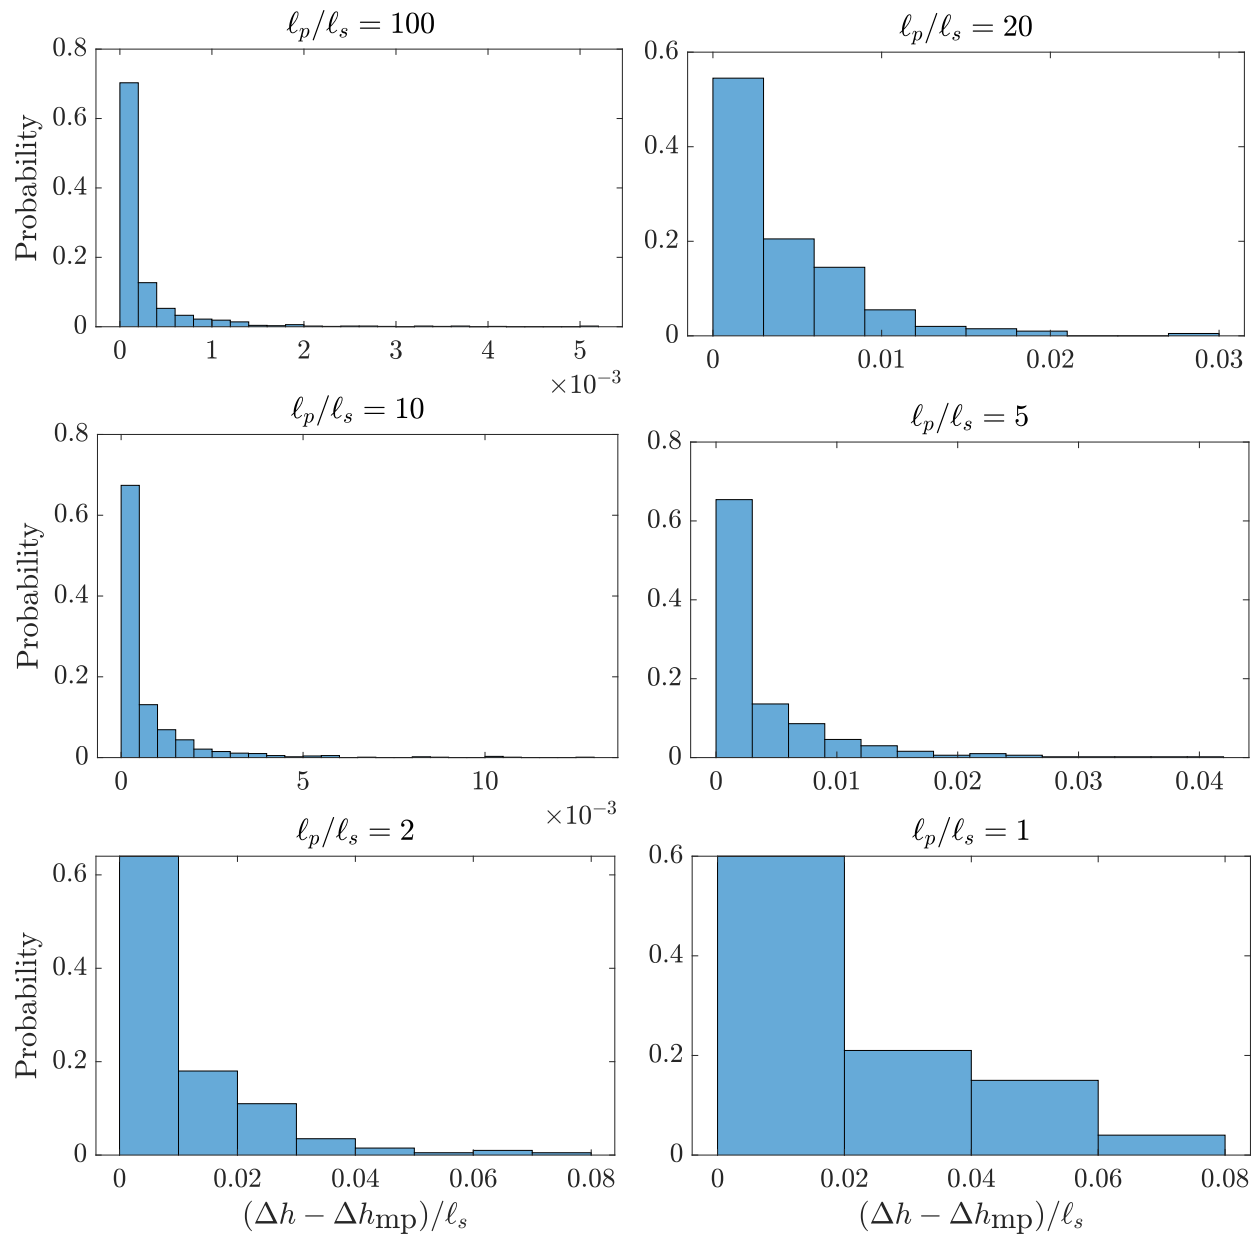 ℓp/ℓs = 100
0.8
0.6
0.4
0.2
0
Probability
0 1 2 3 4 5
×10−3
ℓp/ℓs = 20
0.6
0.4
0.2
0
0 0.01 0.02 0.03
ℓp/ℓs = 10
0.8
0.6
0.4
0.2
0
Probability
0 5 10
×10−3
ℓp/ℓs = 5
0.8
0.6
0.4
0.2
0
0 0.01 0.02 0.03 0.04
ℓp/ℓs = 2
0.6
0.4
0.2
0
Probability
0 0.02 0.04 0.06 0.08
(Δh − Δhmp)/ℓs
ℓp/ℓs = 1
0.6
0.4
0.2
0
0 0.02 0.04 0.06 0.08
(Δh − Δhmp)/ℓs